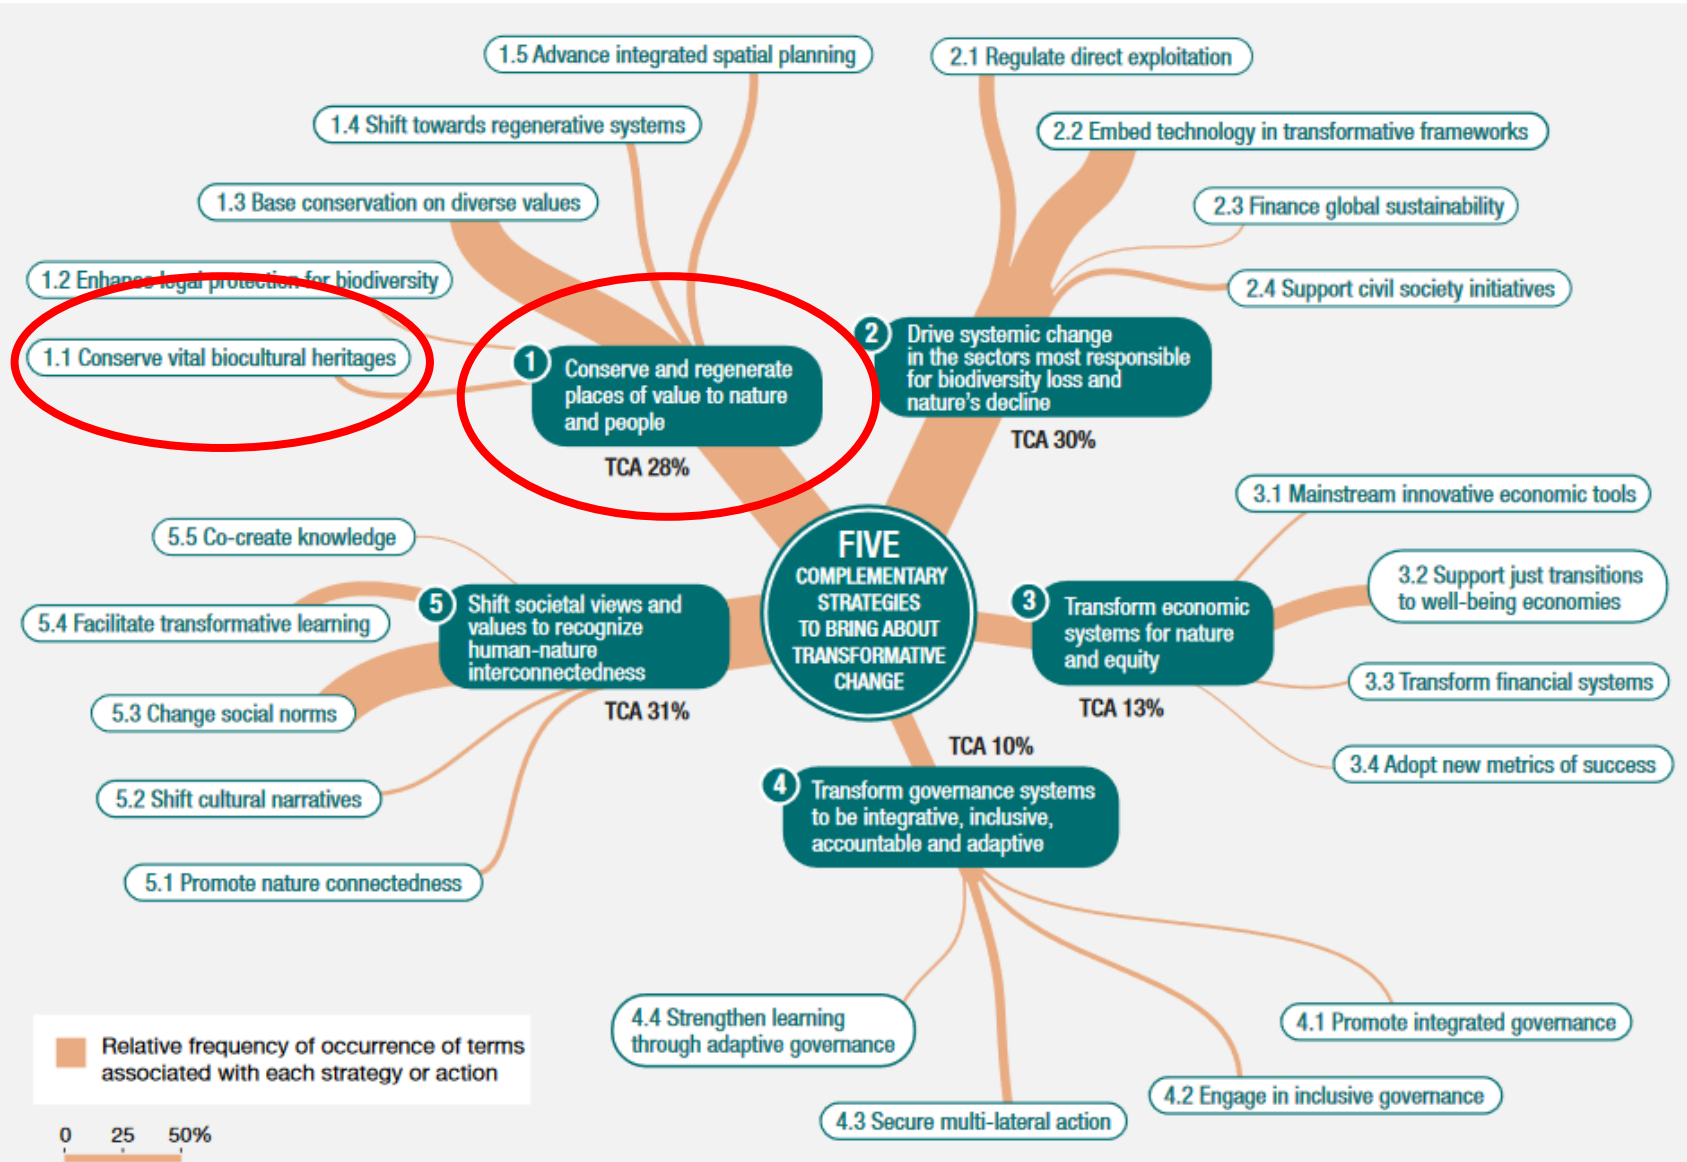 1.5 Advance integrated spatial planning
1.4 Shift towards regenerative systems
1.3 Base conservation on diverse values
1.2 Enhance legal protection for biodiversity
1.1 Conserve vital biocultural heritages
1
Conserve and regenerate
places of value to nature
and people
TCA 28%
2.1 Regulate direct exploitation
2.2 Embed technology in transformative frameworks
2.3 Finance global sustainability
2.4 Support civil society initiatives
2
Drive systemic change
in the sectors most responsible
for biodiversity loss and
nature's decline
TCA 30%
FIVE
COMPLEMENTARY
STRATEGIES
TO BRING ABOUT
TRANSFORMATIVE
CHANGE
3.1 Mainstream innovative economic tools
3.2 Support just transitions
to well-being economies
3.3 Transform financial systems
3.4 Adopt new metrics of success
3
Transform economic
systems for nature
and equity
TCA 13%
5.5 Co-create knowledge
5.4 Facilitate transformative learning
5.3 Change social norms
5.2 Shift cultural narratives
5.1 Promote nature connectedness
5
Shift societal views and
values to recognize
human-nature
interconnectedness
TCA 31%
TCA 10%
4
Transform governance systems
to be integrative, inclusive,
accountable and adaptive
4.4 Strengthen learning
through adaptive governance
4.3 Secure multi-lateral action
4.2 Engage in inclusive governance
4.1 Promote integrated governance
Relative frequency of occurrence of terms
associated with each strategy or action
0 25 50%